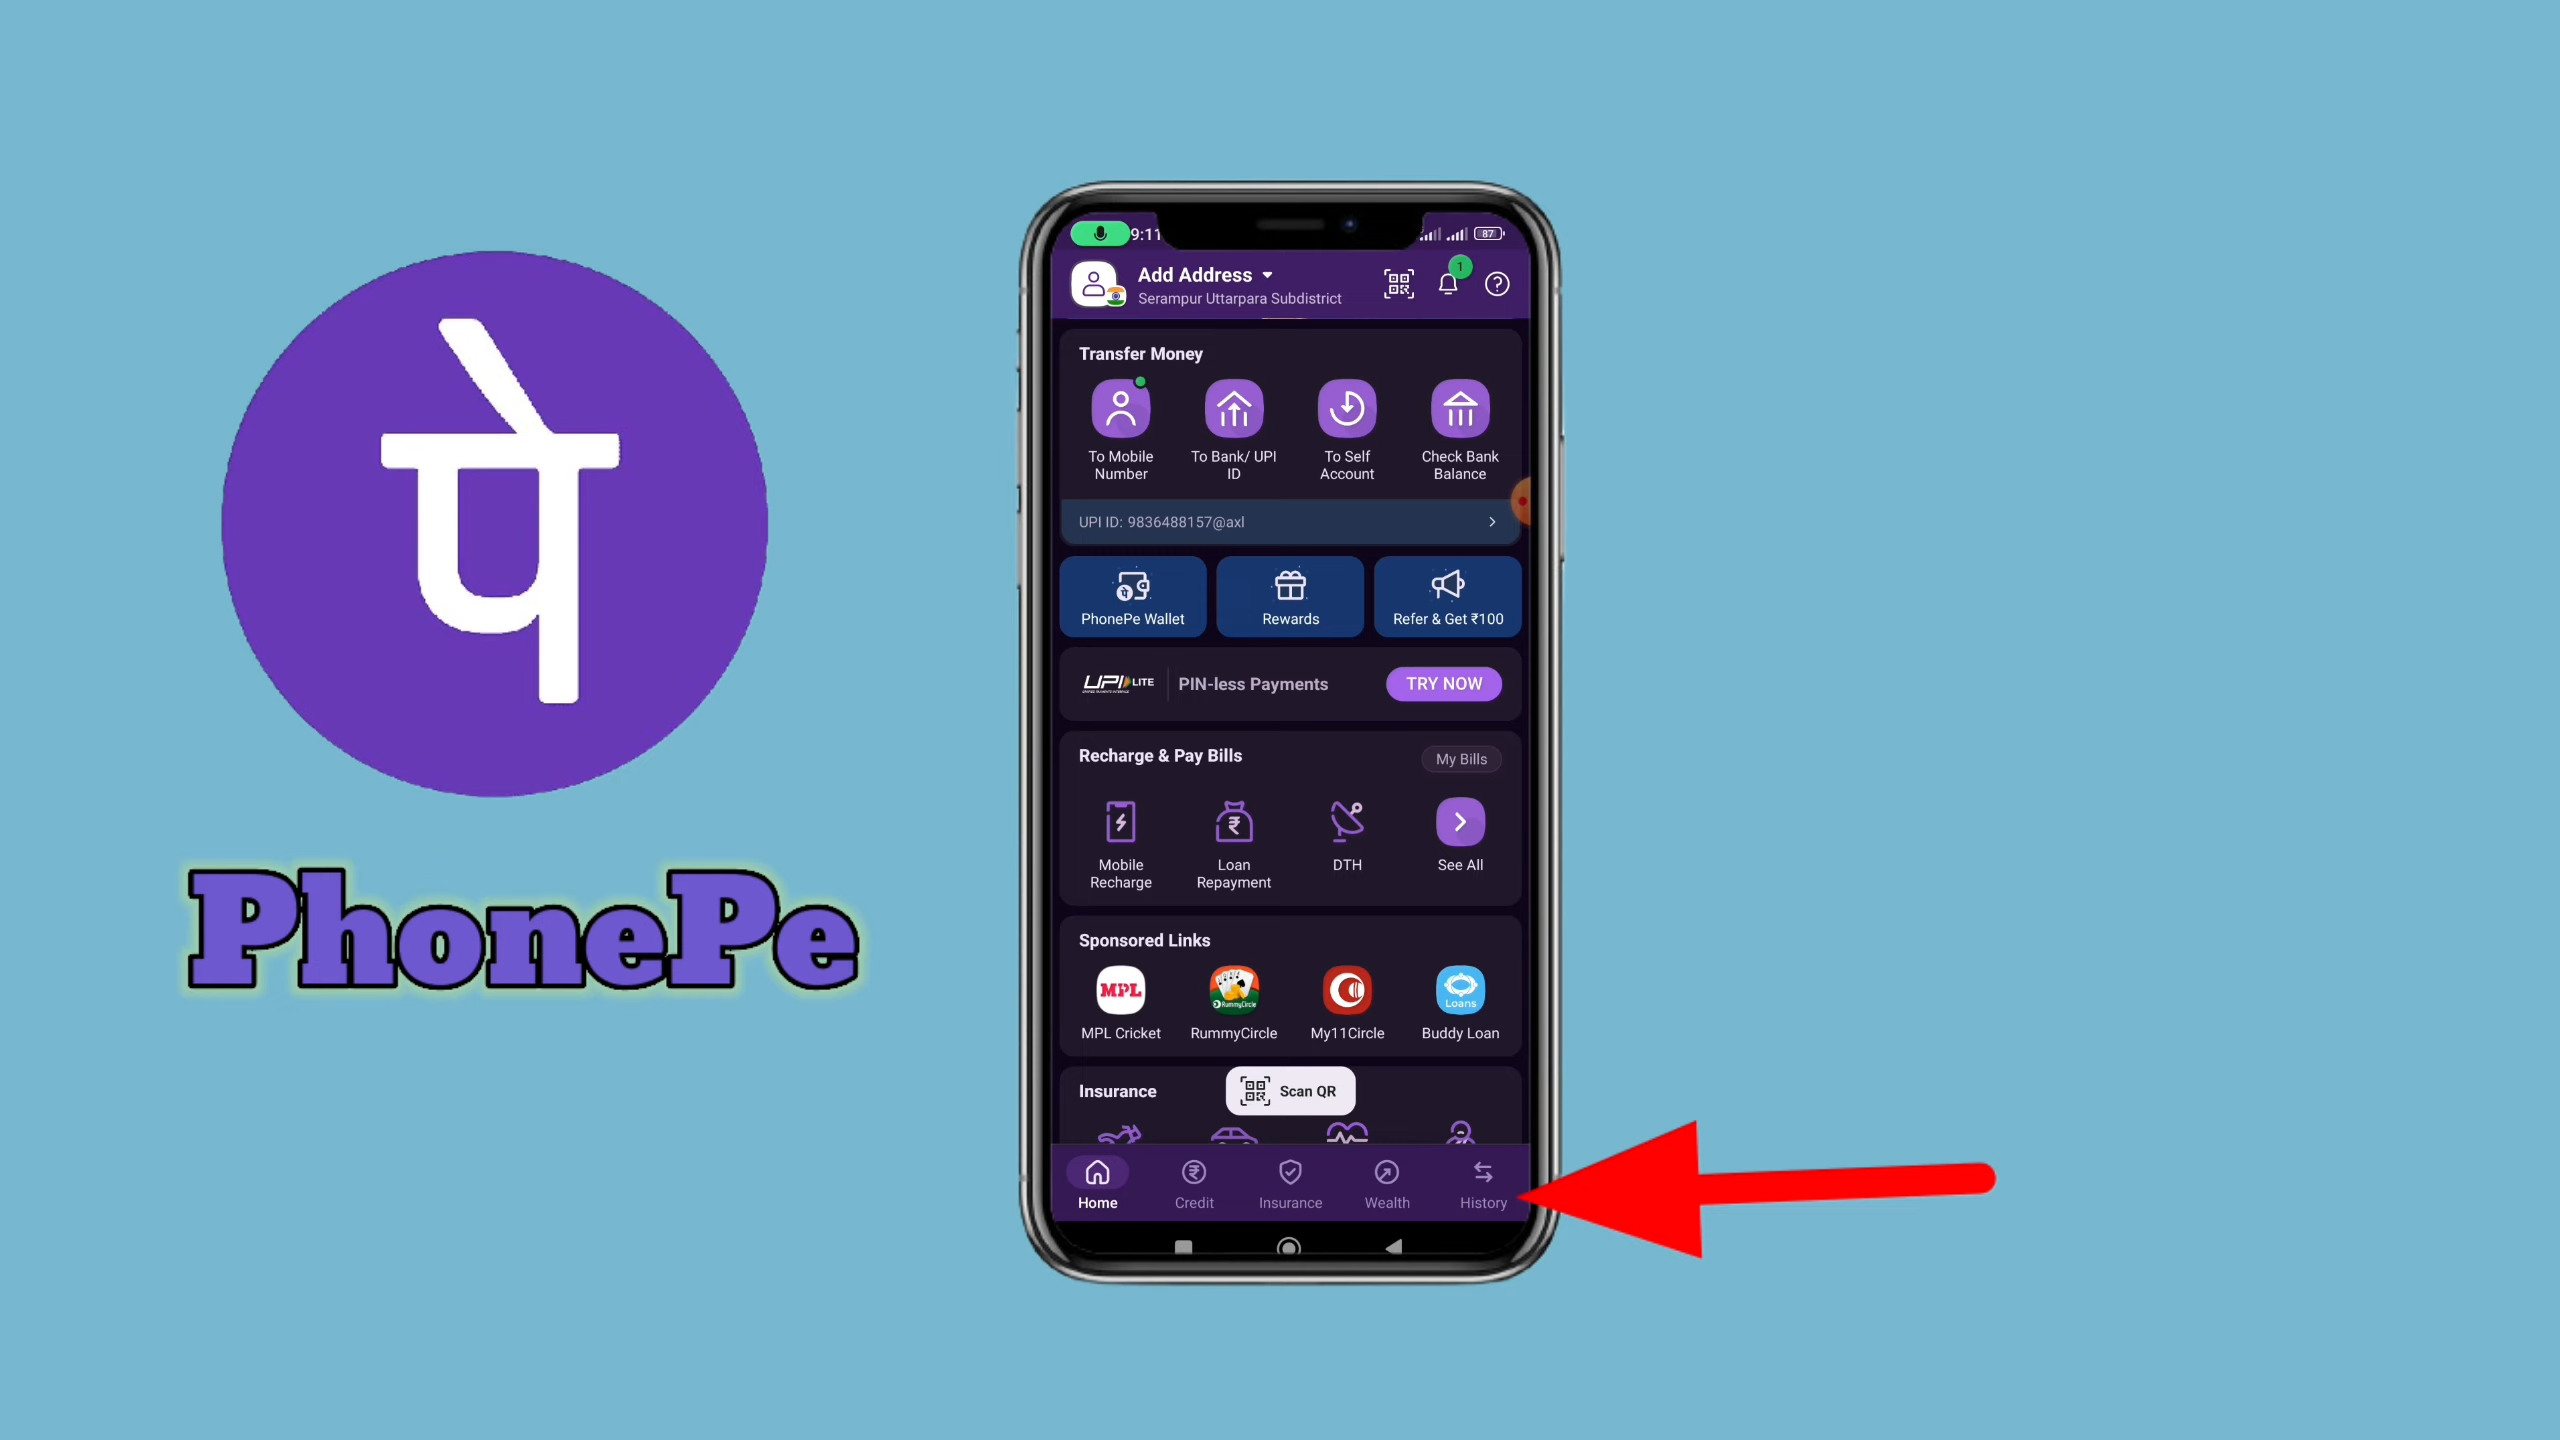 पे
PhonePe
9:11
87
Add Address
Serampur Uttarpara Subdistrict
1
Transfer Money
To Mobile Number
To Bank/ UPI ID
To Self Account
Check Bank Balance
UPI ID: 9836488157@axl
PhonePe Wallet
Rewards
Refer & Get ₹100
UPI LITE
PIN-less Payments
TRY NOW
Recharge & Pay Bills
My Bills
Mobile Recharge
Loan Repayment
DTH
See All
Sponsored Links
MPL
RummyCircle
Loans
MPL Cricket
RummyCircle
My11Circle
Buddy Loan
Insurance
Scan QR
Home
Credit
Insurance
Wealth
History